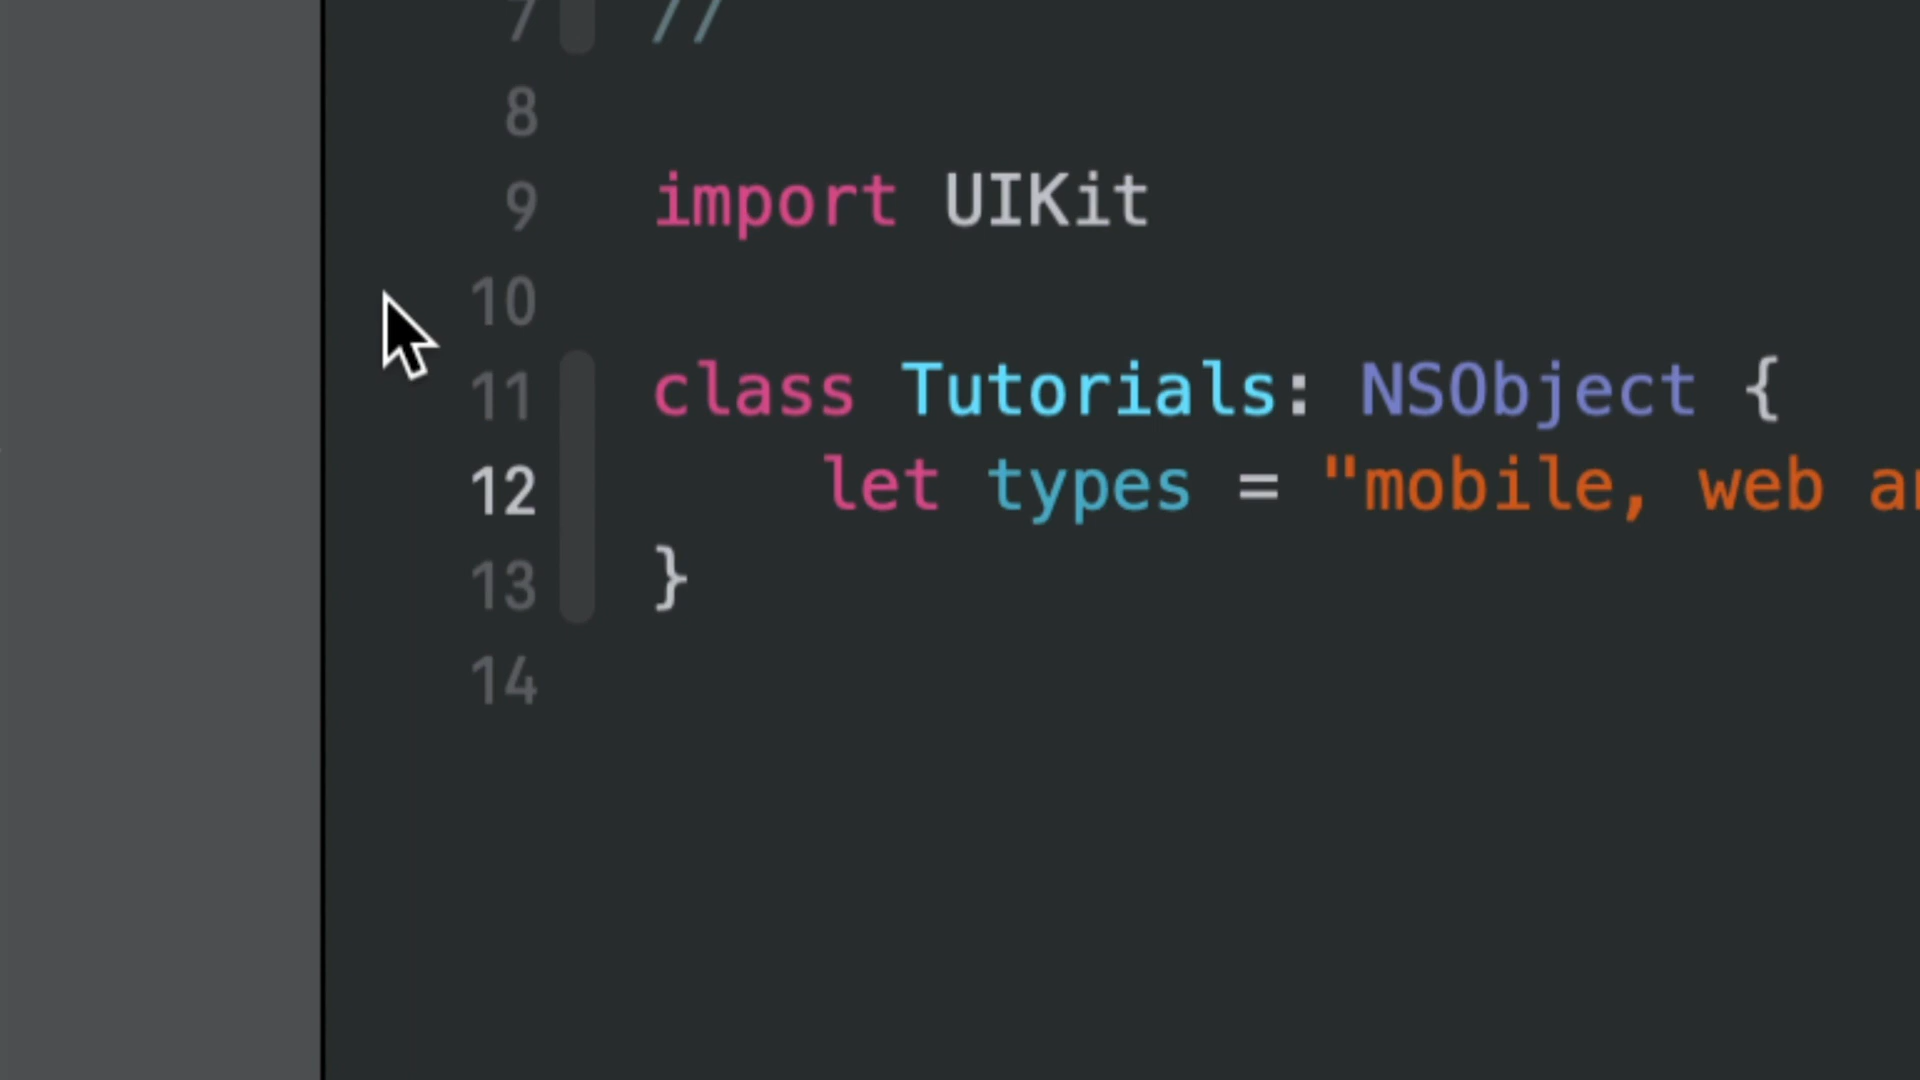 7 //
8
9 import UIKit
10
11 class Tutorials: NSObject {
12 let types = "mobile, web
13 }
14